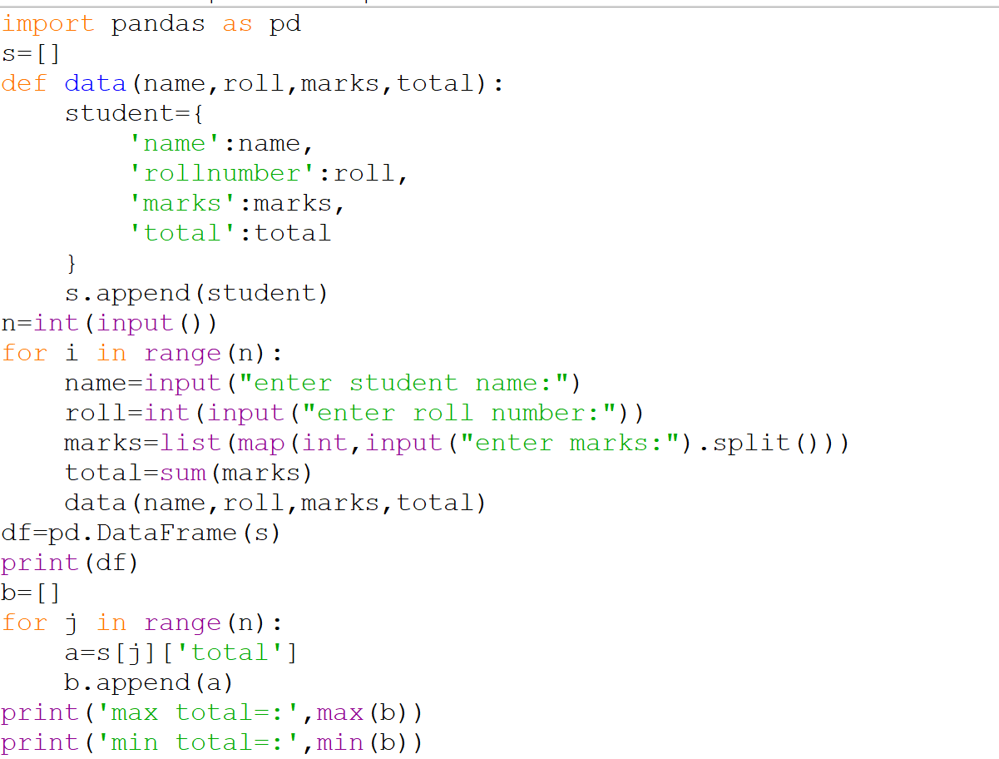 import pandas as pd
s=[]
def data(name,roll,marks,total):
    student={
        'name':name,
        'rollnumber':roll,
        'marks':marks,
        'total':total
    }
    s.append(student)
n=int(input())
for i in range(n):
    name=input("enter student name:")
    roll=int(input("enter roll number:"))
    marks=list(map(int,input("enter marks:").split()))
    total=sum(marks)
    data(name,roll,marks,total)
df=pd.DataFrame(s)
print(df)
b=[]
for j in range(n):
    a=s[j]['total']
    b.append(a)
print('max total=:',max(b))
print('min total=:',min(b))